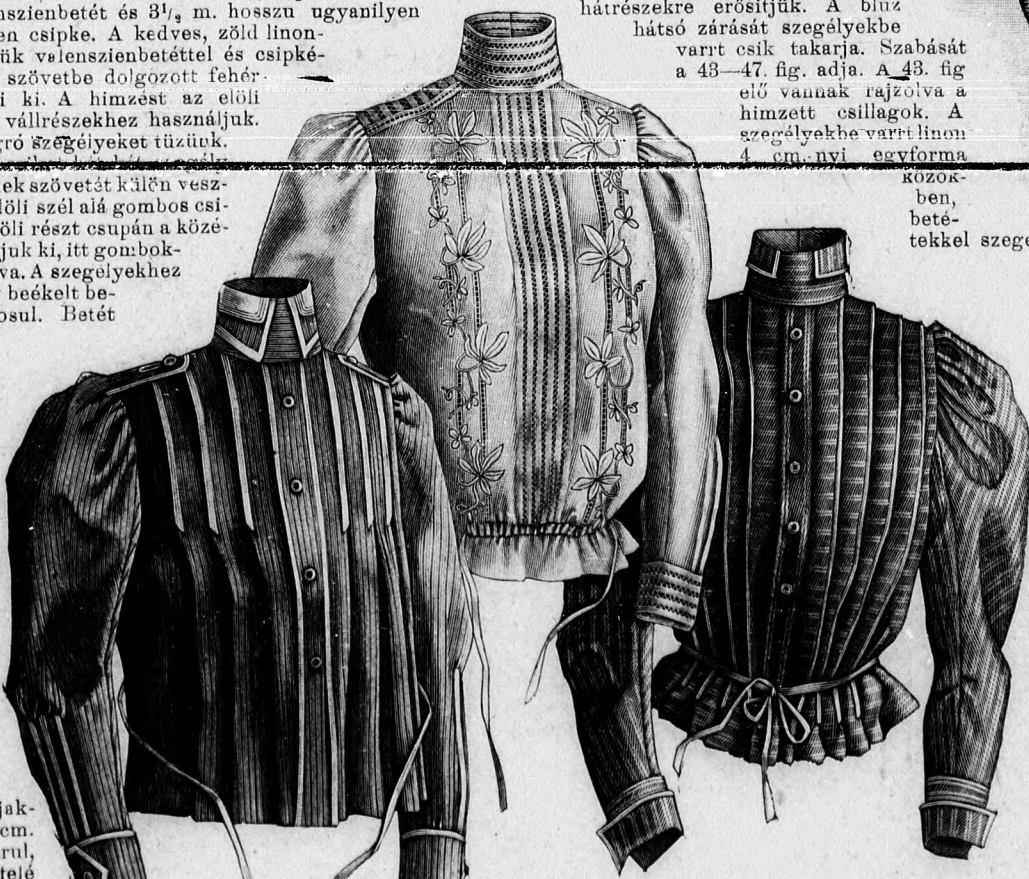 nszienbetét és 3¹/₂ m. hosszu ugyanilyen
en csipke. A kedves, zöld linon-
ük valenszienbetéttel és csipké-
szövetbe dolgozott fehér-
i ki. A himzést az elöli
vállrészekhez használjuk.
gró szegélyeket tüzünk.
ek szövetét külön vesz-
löli szél alá gombos csi-
öli részt csupán a közé-
juk ki, itt gombok-
va. A szegélyekhez
beékelt be-
osul. Betét
jak-
cm.
rul,
telé
hátrészekre erősitjük. A bluz
hátsó zárását szegélyekbe
varrt csik takarja. Szabását
a 43—47. fig. adja. A 43. fig
elő vannak rajzolva a
himzett csillagok. A
szegélyekbe varrt linon
4 cm.-nyi egyforma
közök-
ben,
beté-
tekkel szegé